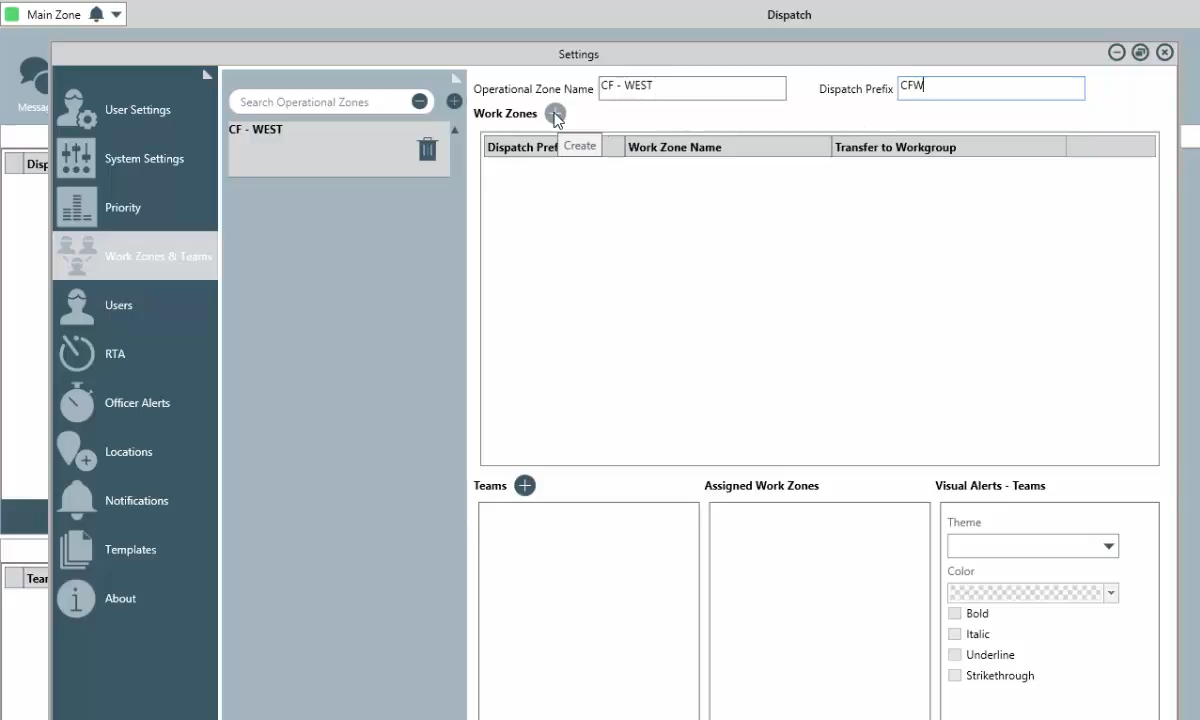 Main Zone
Dispatch
Settings
Messa
Disp
Tear
User Settings
System Settings
Priority
Work Zones & Teams
Users
RTA
Officer Alerts
Locations
Notifications
Templates
About
Search Operational Zones
CF - WEST
Operational Zone Name CF - WEST Dispatch Prefix CFW
Work Zones
Create
Dispatch Pref Work Zone Name Transfer to Workgroup
Teams Assigned Work Zones Visual Alerts - Teams
Theme
Color
Bold
Italic
Underline
Strikethrough